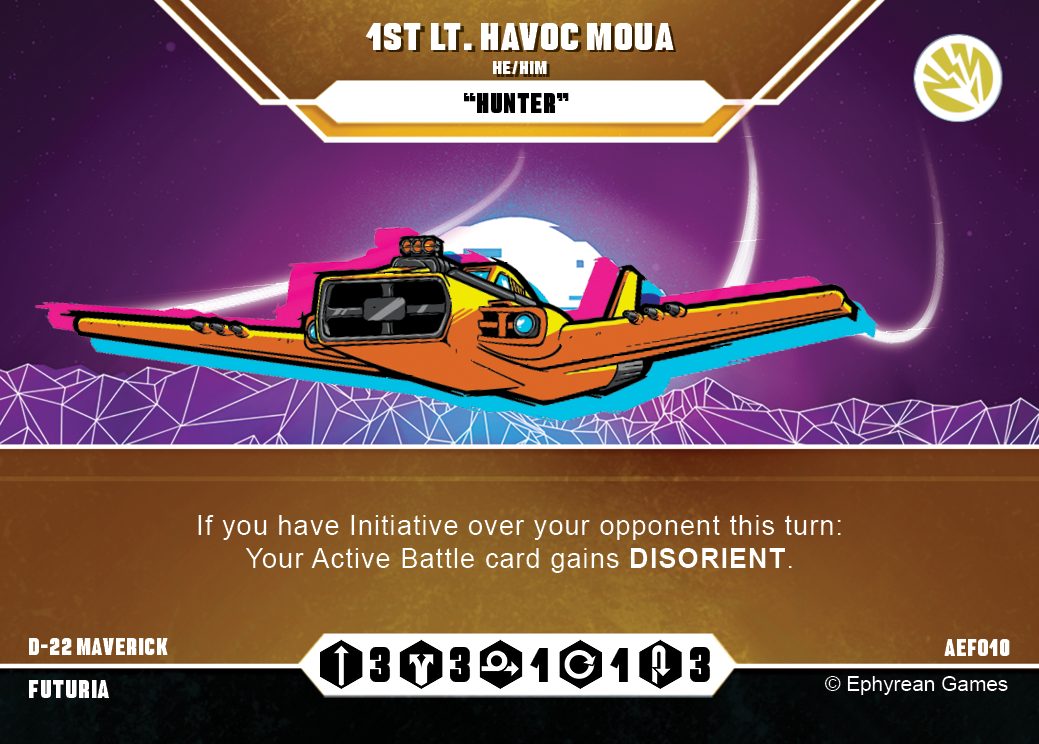 1ST LT. HAVOC MOUA
HE/HIM
“HUNTER”
If you have Initiative over your opponent this turn:
Your Active Battle card gains DISORIENT.
D-22 MAVERICK
3 3 1 1 3
AEF010
FUTURIA
© Ephyrean Games